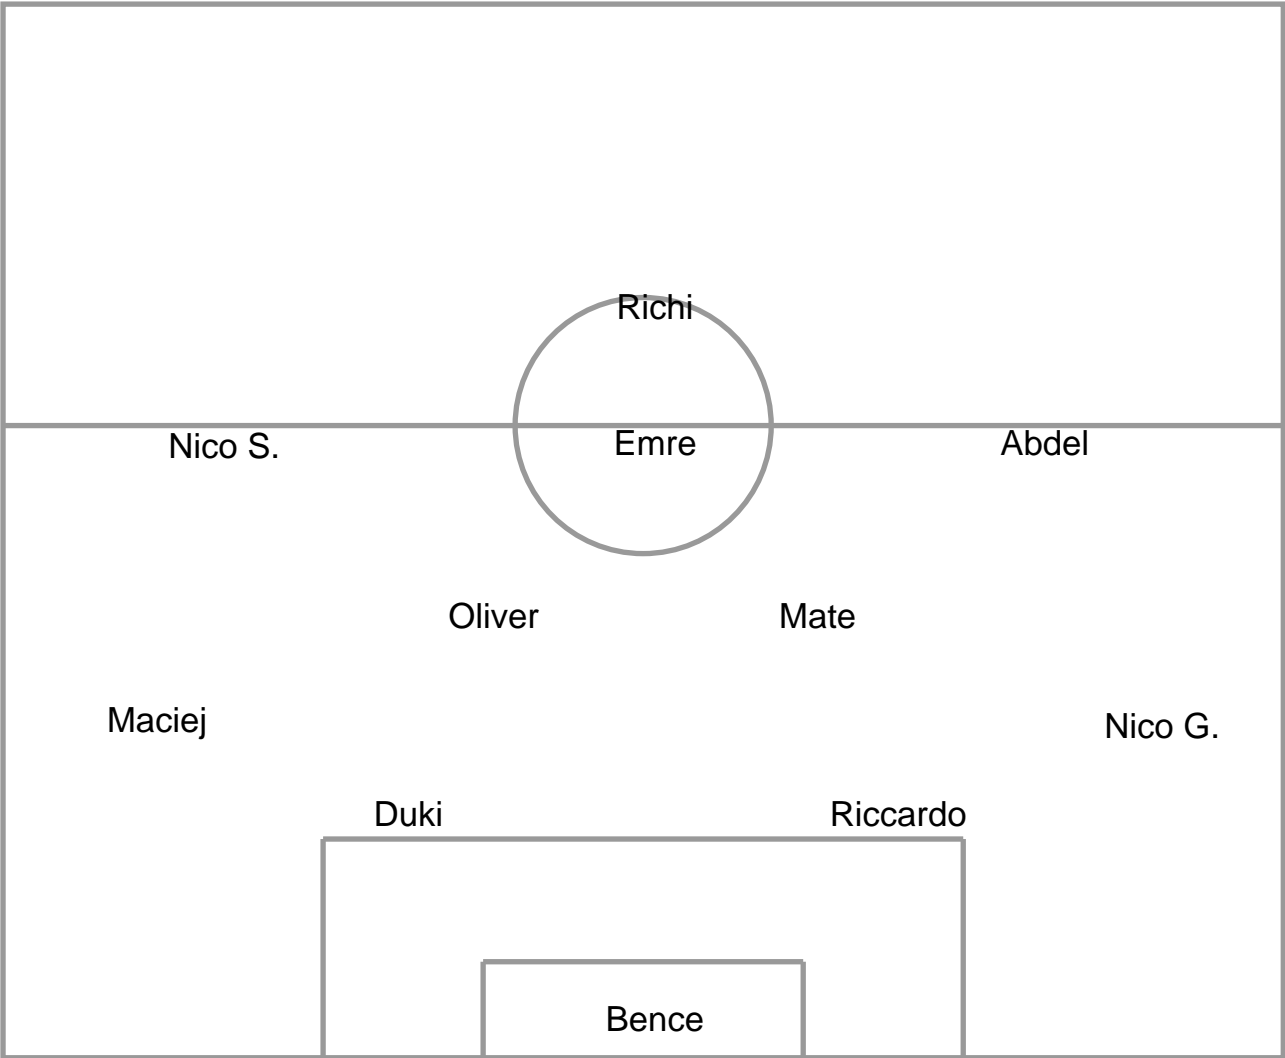 Richi
Nico S.
Emre
Abdel
Oliver
Mate
Maciej
Nico G.
Duki
Riccardo
Bence